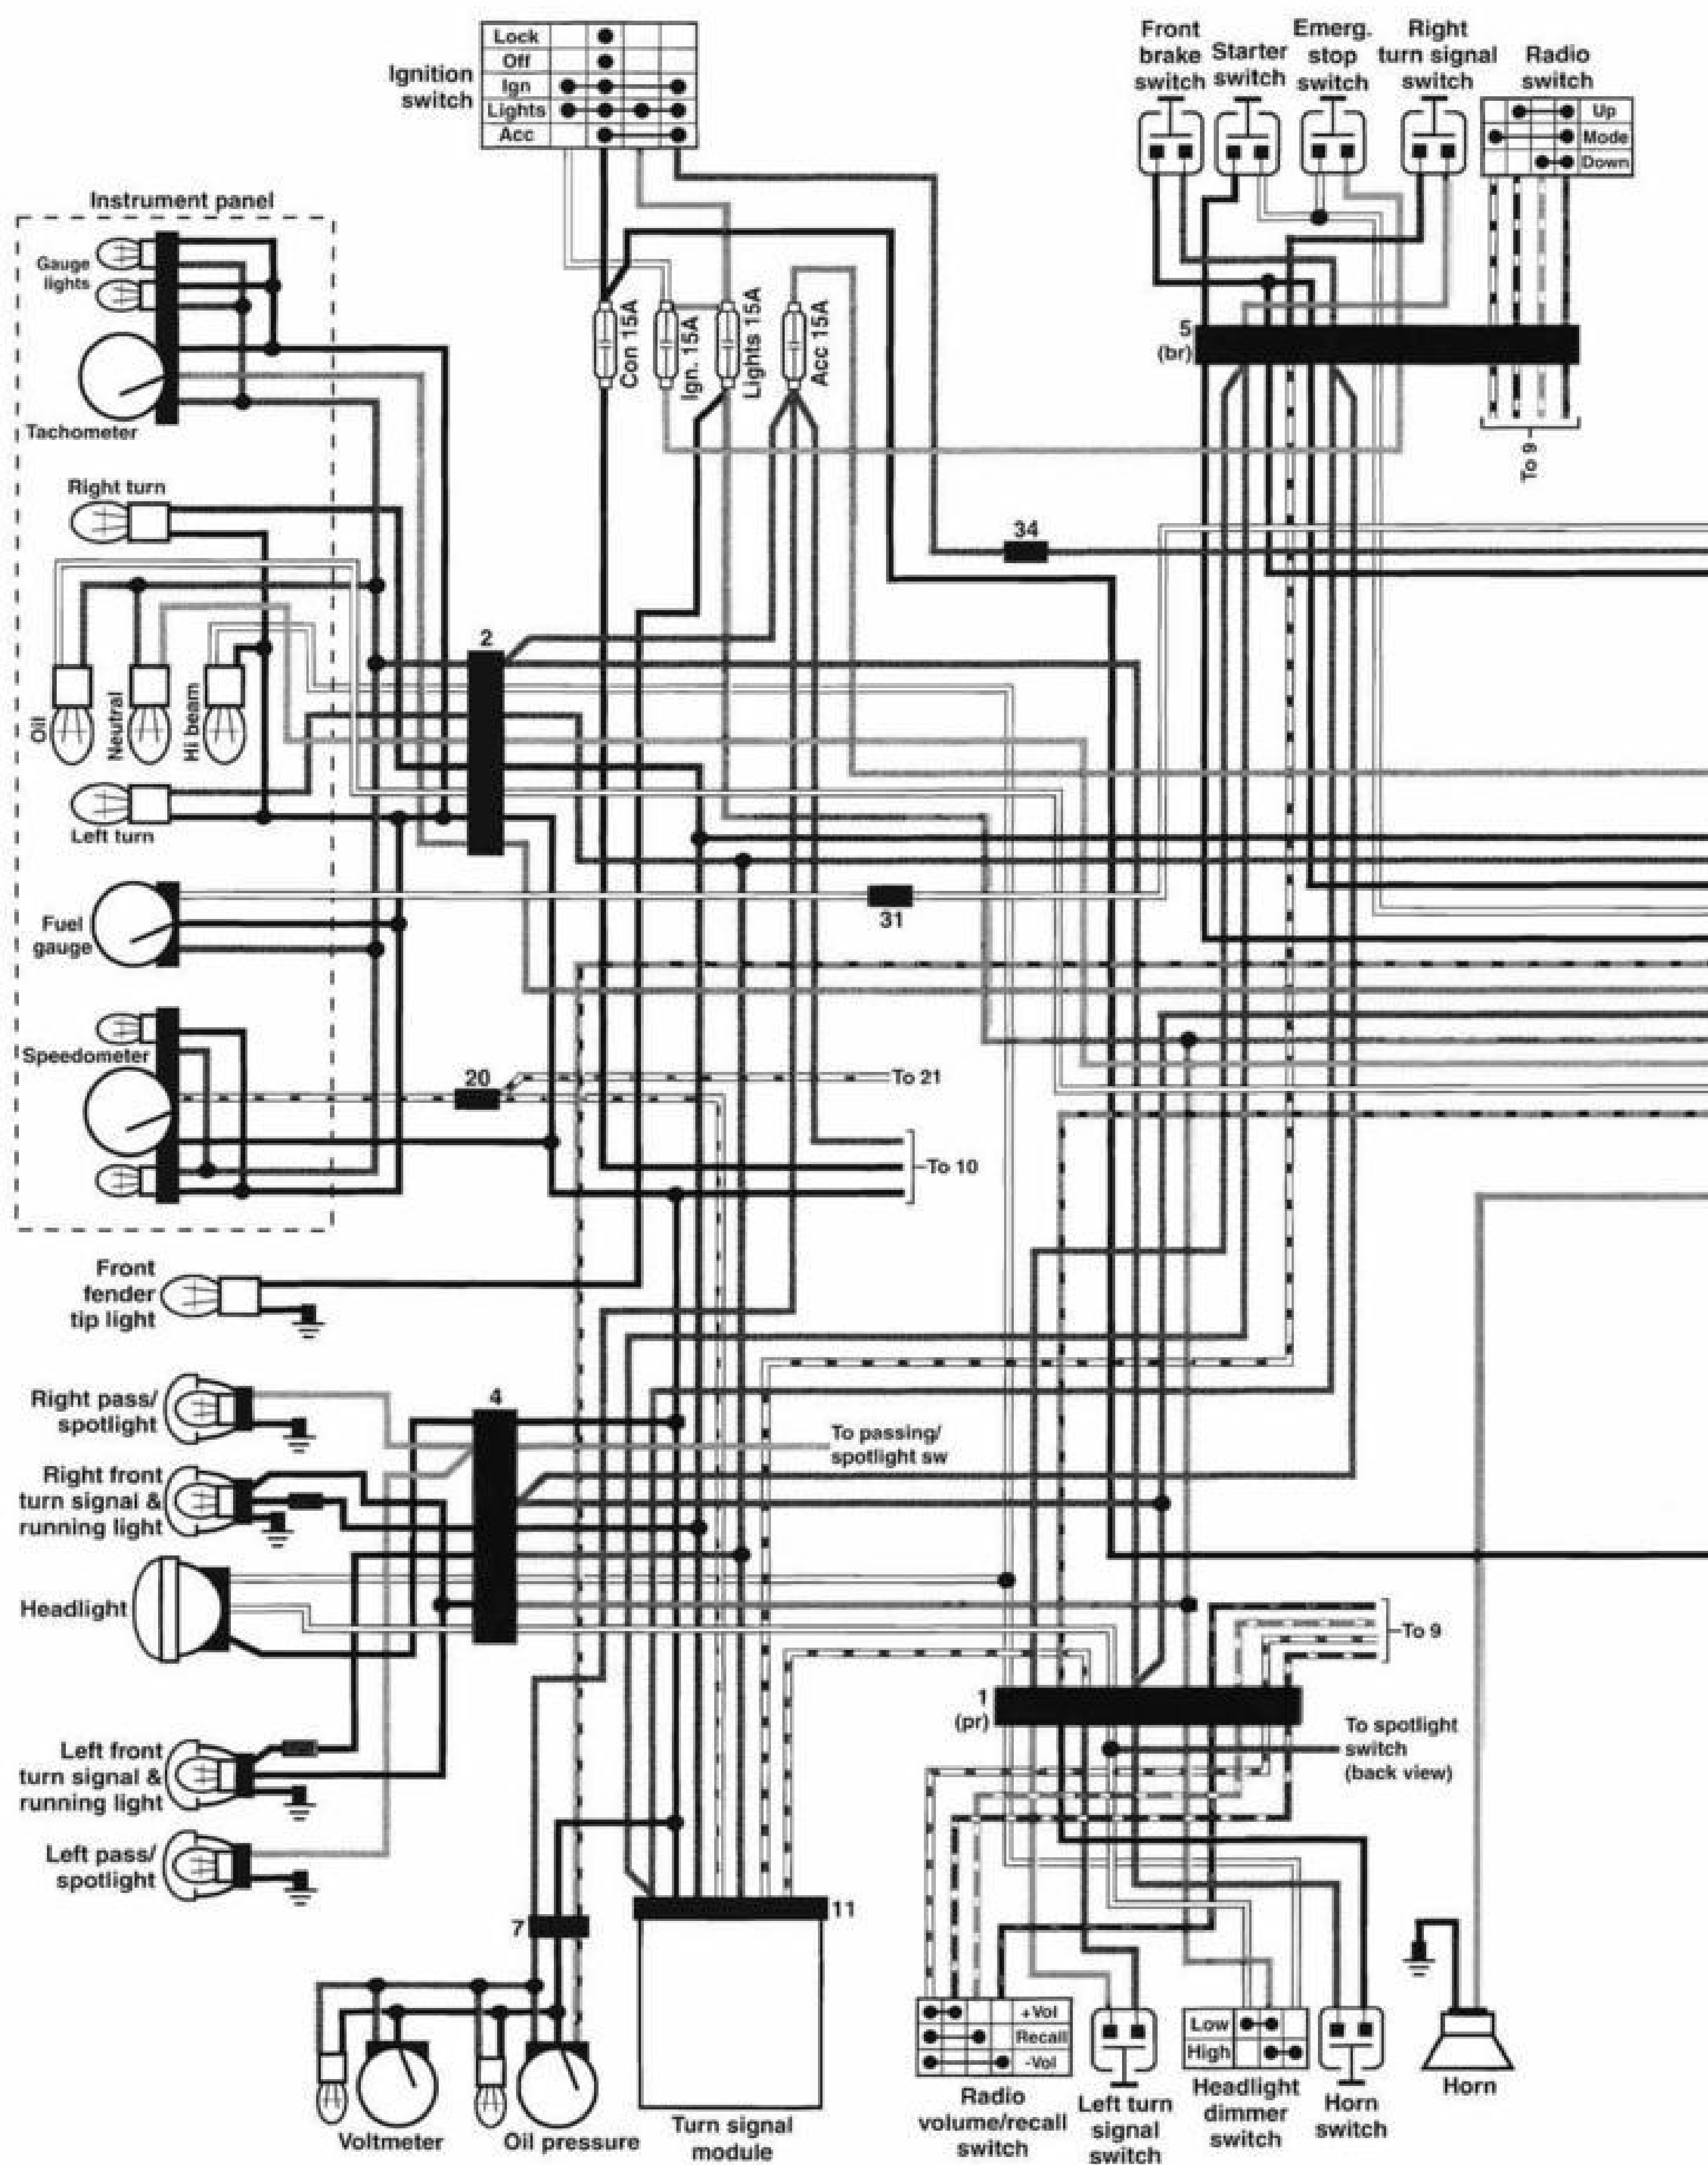 Ignition
switch
Lock
Off
Ign
Lights
Acc
Front
brake
switch
Starter
switch
Emerg.
stop
switch
Right
turn signal
switch
Radio
switch
Up
Mode
Down
Instrument panel
Gauge
lights
Tachometer
Con 15A
Ign. 15A
Lights 15A
Acc 15A
5
(br)
To 9
Right turn
34
2
Oil
Neutral
Hi beam
Left turn
Fuel
gauge
31
Speedometer
20
To 21
To 10
Front
fender
tip light
Right pass/
spotlight
4
To passing/
spotlight sw
Right front
turn signal &
running light
Headlight
To 9
1
(pr)
To spotlight
switch
(back view)
Left front
turn signal &
running light
Left pass/
spotlight
7
11
Voltmeter
Oil pressure
Turn signal
module
+Vol
Recall
-Vol
Radio
volume/recall
switch
Left turn
signal
switch
Low
High
Headlight
dimmer
switch
Horn
switch
Horn